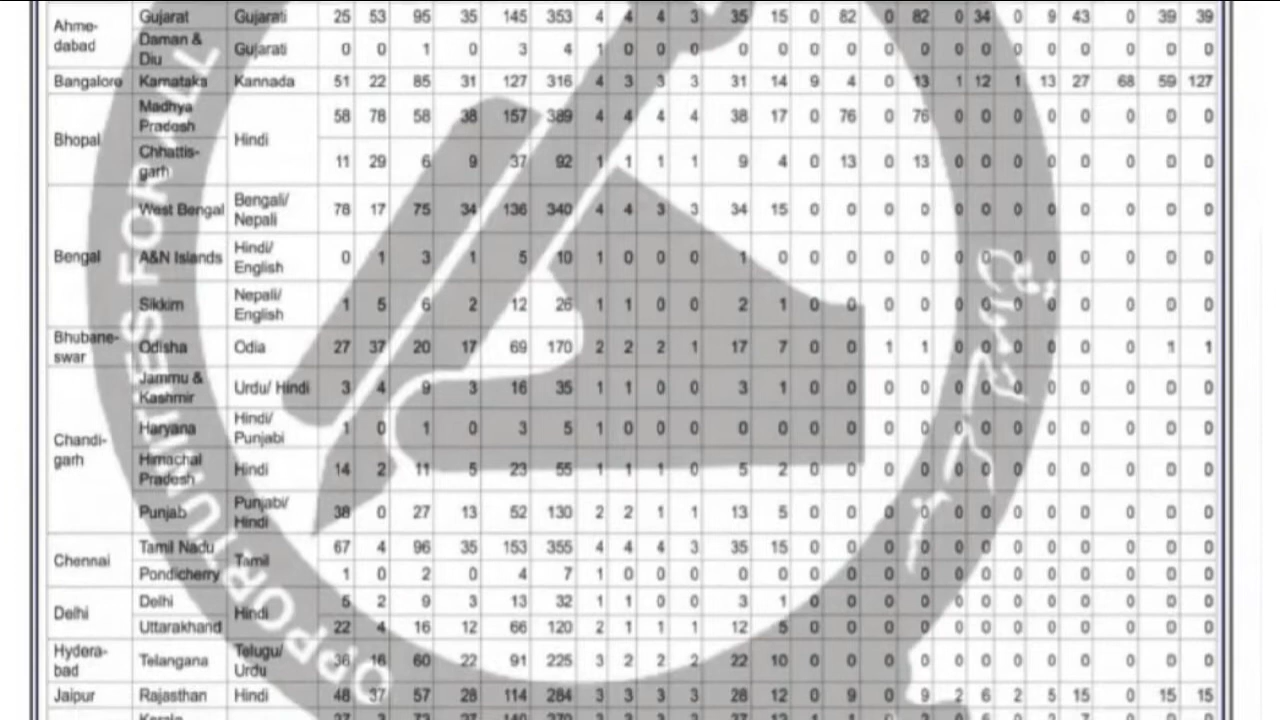 Ahme-dabad Gujarat Gujarati 25 53 95 35 145 353 4 4 4 3 35 15 0 82 0 82 0 34 0 9 43 0 39 39
Daman & Diu Gujarati 0 0 1 0 3 4 1 0 0 0 0 0 0 0 0 0 0 0 0 0 0 0 0 0
Bangalore Karnataka Kannada 51 22 85 31 127 316 4 3 3 3 31 14 9 4 0 13 1 12 1 13 27 68 59 127
Bhopal Madhya Pradesh Hindi 58 78 58 38 157 389 4 4 4 4 38 17 0 76 0 76 0 0 0 0 0 0 0 0
Chhattis-garh 11 29 6 9 37 92 1 1 1 1 9 4 0 13 0 13 0 0 0 0 0 0 0 0
Bengal West Bengal Bengali/ Nepali 78 17 75 34 136 340 4 4 3 3 34 15 0 0 0 0 0 0 0 0 0 0 0 0
A&N Islands Hindi/ English 0 1 3 1 5 10 1 0 0 0 1 0 0 0 0 0 0 0 0 0 0 0 0 0
Sikkim Nepali/ English 1 5 6 2 12 26 1 1 0 0 2 1 0 0 0 0 0 0 0 0 0 0 0 0
Bhubane-swar Odisha Odia 27 37 20 17 69 170 2 2 2 1 17 7 0 0 1 1 0 0 0 0 0 0 1 1
Chandi-garh Jammu & Kashmir Urdu/ Hindi 3 4 9 3 16 35 1 1 0 0 3 1 0 0 0 0 0 0 0 0 0 0 0 0
Haryana Hindi/ Punjabi 1 0 1 0 3 5 1 0 0 0 0 0 0 0 0 0 0 0 0 0 0 0 0 0
Himachal Pradesh Hindi 14 2 11 5 23 55 1 1 1 0 5 2 0 0 0 0 0 0 0 0 0 0 0 0
Punjab Punjabi/ Hindi 38 0 27 13 52 130 2 2 1 1 13 5 0 0 0 0 0 0 0 0 0 0 0 0
Chennai Tamil Nadu Tamil 67 4 96 35 153 355 4 4 4 3 35 15 0 0 0 0 0 0 0 0 0 0 0 0
Pondicherry 1 0 2 0 4 7 1 0 0 0 0 0 0 0 0 0 0 0 0 0 0 0 0 0
Delhi Delhi Hindi 5 2 9 3 13 32 1 1 0 0 3 1 0 0 0 0 0 0 0 0 0 0 0 0
Uttarakhand 22 4 16 12 66 120 2 1 1 1 12 5 0 0 0 0 0 0 0 0 0 0 0 0
Hydera-bad Telangana Telugu/ Urdu 36 16 60 22 91 225 3 2 2 2 22 10 0 0 0 0 0 0 0 0 0 0 0 0
Jaipur Rajasthan Hindi 48 37 57 28 114 284 3 3 3 3 28 12 0 9 0 9 2 6 2 5 15 0 15 15
OPPORTUNITIES FOR ALL